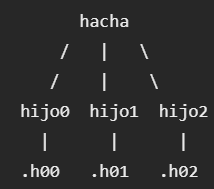 hacha
/ | \
/ | \
hijo0 hijo1 hijo2
| | |
.h00 .h01 .h02